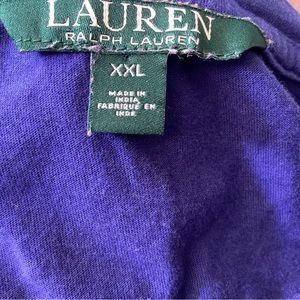 LAUREN
RALPH LAUREN
XXL
MADE IN
INDIA
FABRIQUÉ EN
INDE